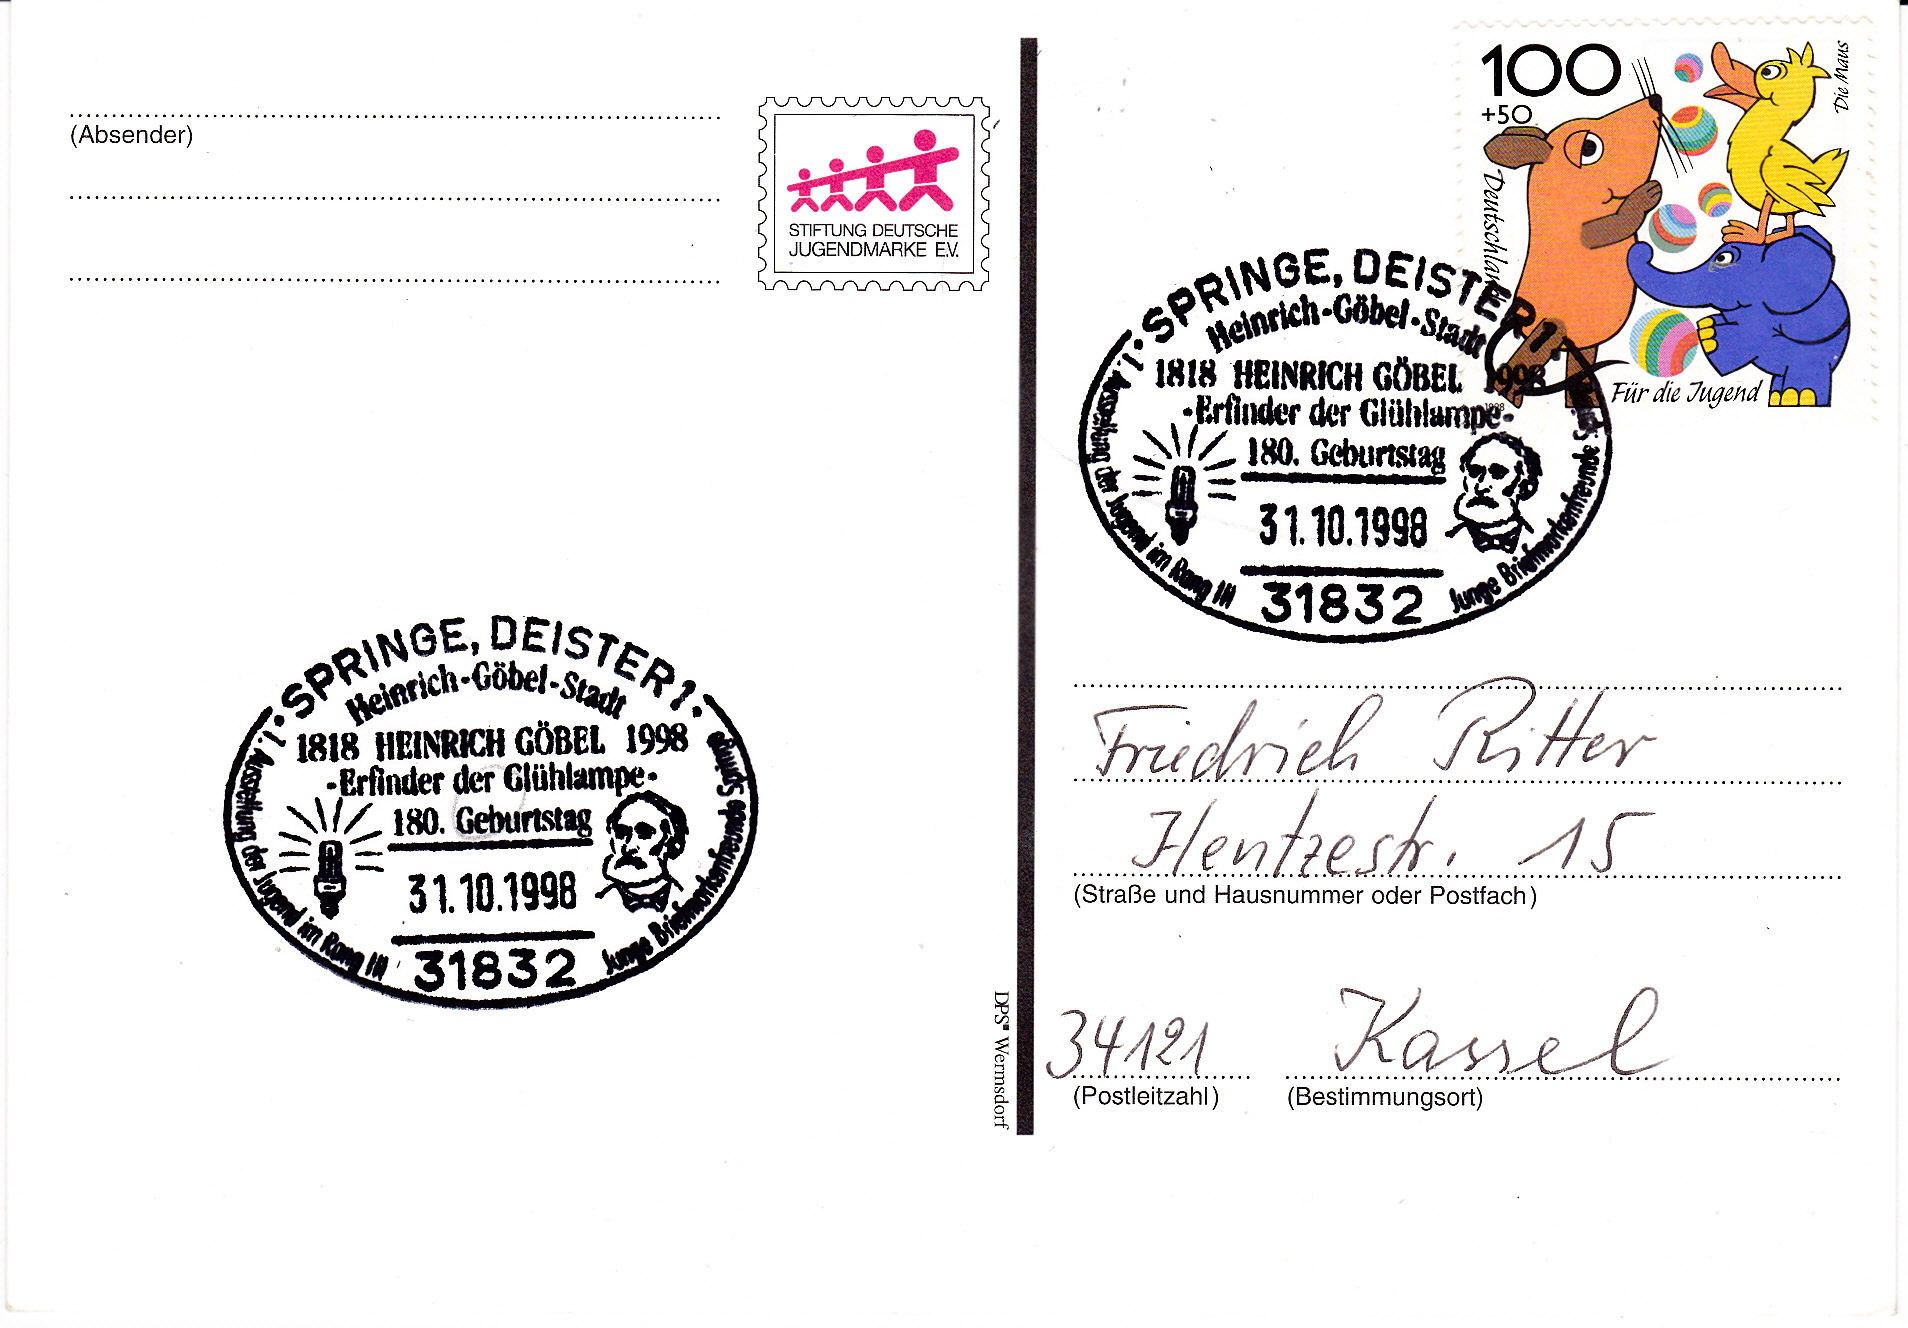 (Absender)
STIFTUNG DEUTSCHE
JUGENDMARKE E.V.
100
+50
Deutschland
Die Maus
Für die Jugend
1998
• SPRINGE, DEISTER 1 •
Heinrich-Göbel-Stadt
1818 HEINRICH GÖBEL 1998
-Erfinder der Glühlampe-
180. Geburtstag
31.10.1998
31832
1. Ausstellung der Jugend im Rang III
Junge Briefmarkenfreunde Springe
• SPRINGE, DEISTER 1 •
Heinrich-Göbel-Stadt
1818 HEINRICH GÖBEL 1998
-Erfinder der Glühlampe-
180. Geburtstag
31.10.1998
31832
1. Ausstellung der Jugend im Rang III
Junge Briefmarkenfreunde Springe
Friedrich Ritter
Hentzestr. 15
(Straße und Hausnummer oder Postfach)
34121 Kassel
(Postleitzahl) (Bestimmungsort)
DPS Wermsdorf